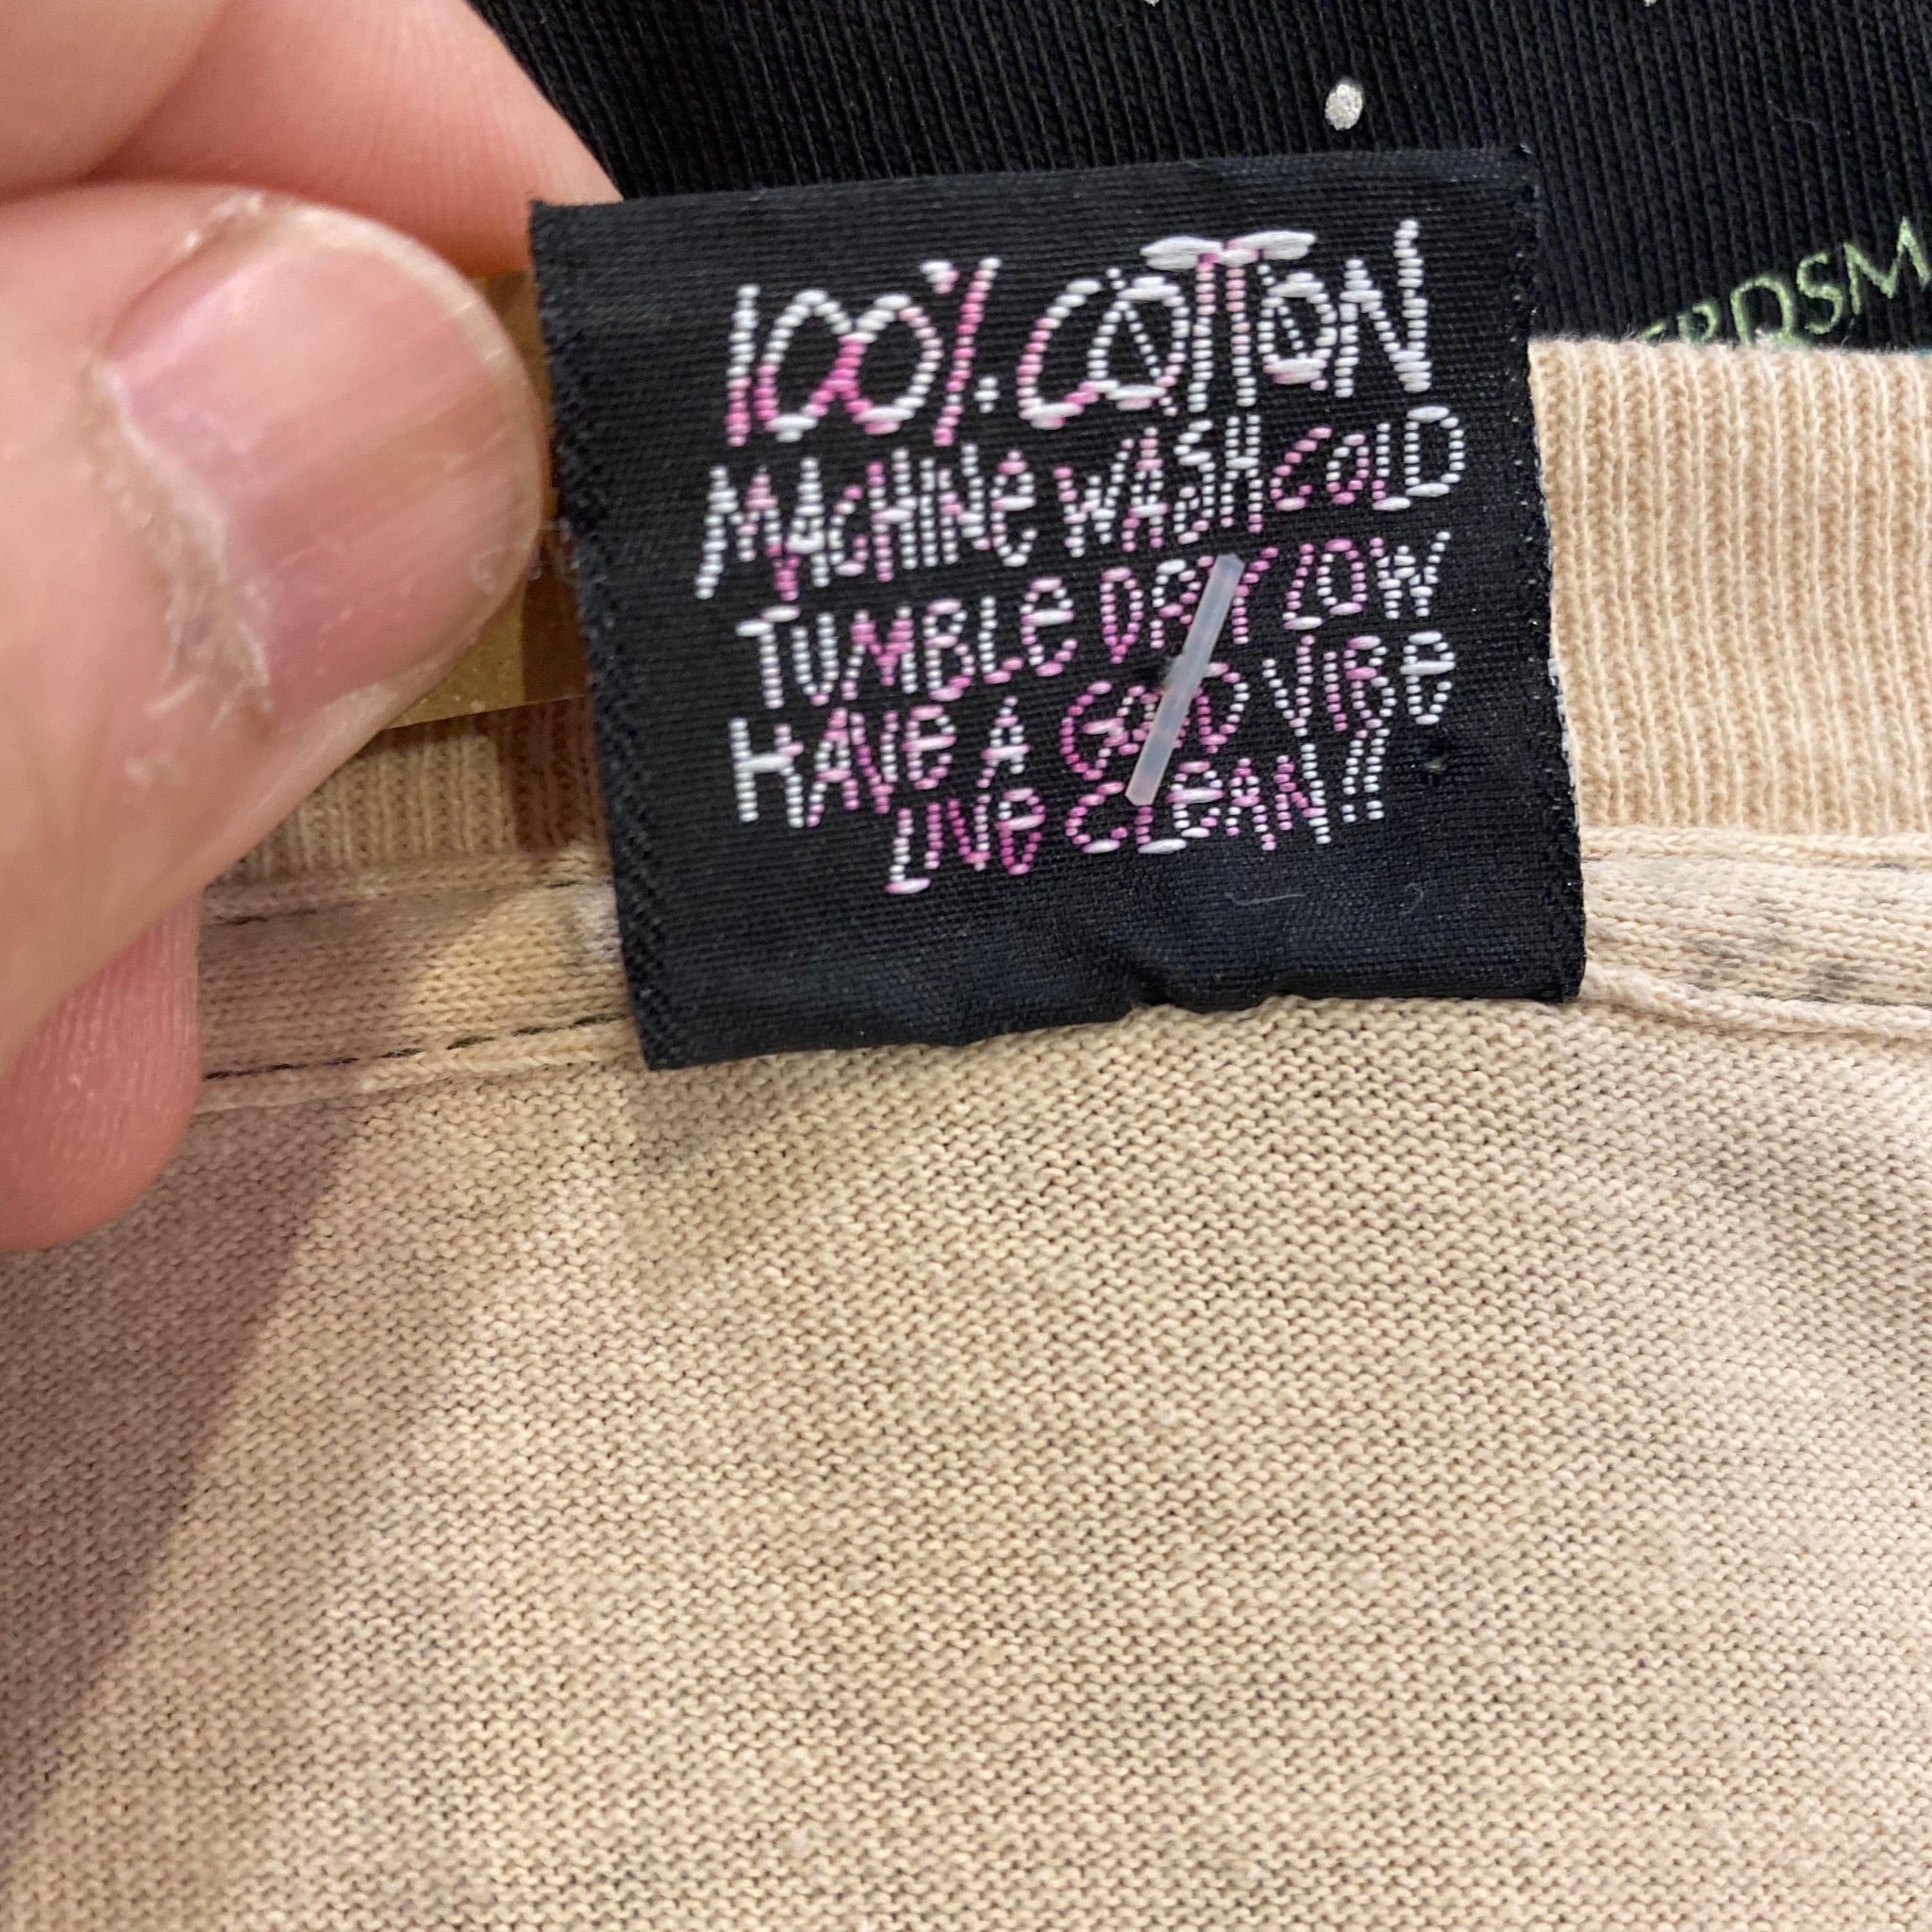 100% COTTON
MACHINe WASH COLD
TUMBLe DRY LOW
HAVe A GOOD VIBe
LIVe CLeAN!!